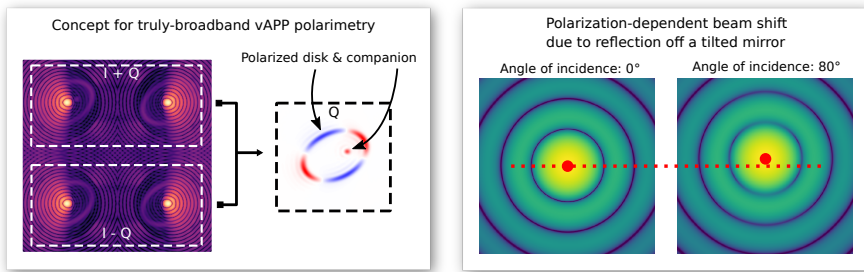 Concept for truly-broadband vAPP polarimetry
Polarized disk & companion
I + Q
Q
I - Q
Polarization-dependent beam shift
due to reflection off a tilted mirror
Angle of incidence: 0°
Angle of incidence: 80°